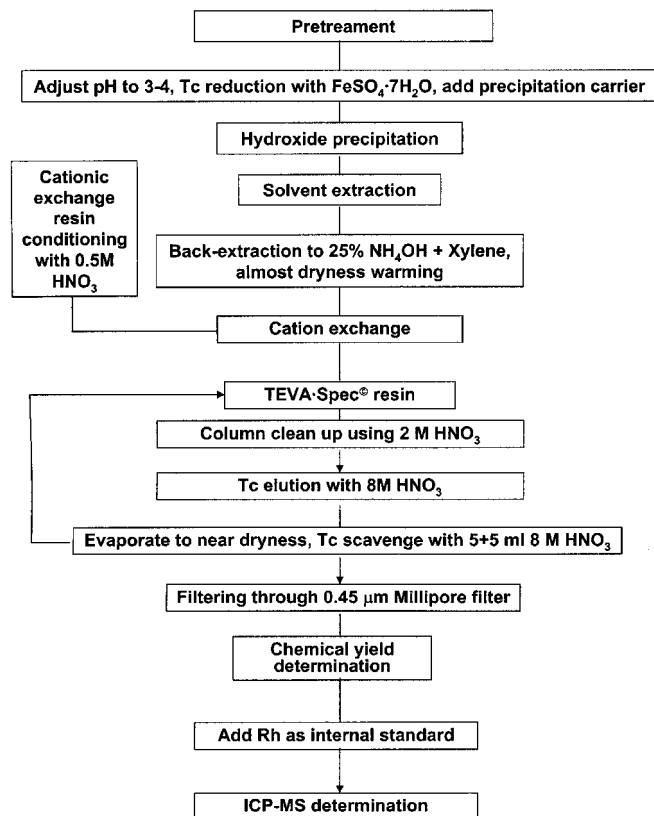 Pretreament
Adjust pH to 3-4, Tc reduction with FeSO₄·7H₂O, add precipitation carrier
Hydroxide precipitation
Cationic
exchange
resin
conditioning
with 0.5M
HNO₃
Solvent extraction
Back-extraction to 25% NH₄OH + Xylene,
almost dryness warming
Cation exchange
TEVA·Spec© resin
Column clean up using 2 M HNO₃
Tc elution with 8M HNO₃
Evaporate to near dryness, Tc scavenge with 5+5 ml 8 M HNO₃
Filtering through 0.45 μm Millipore filter
Chemical yield
determination
Add Rh as internal standard
ICP-MS determination